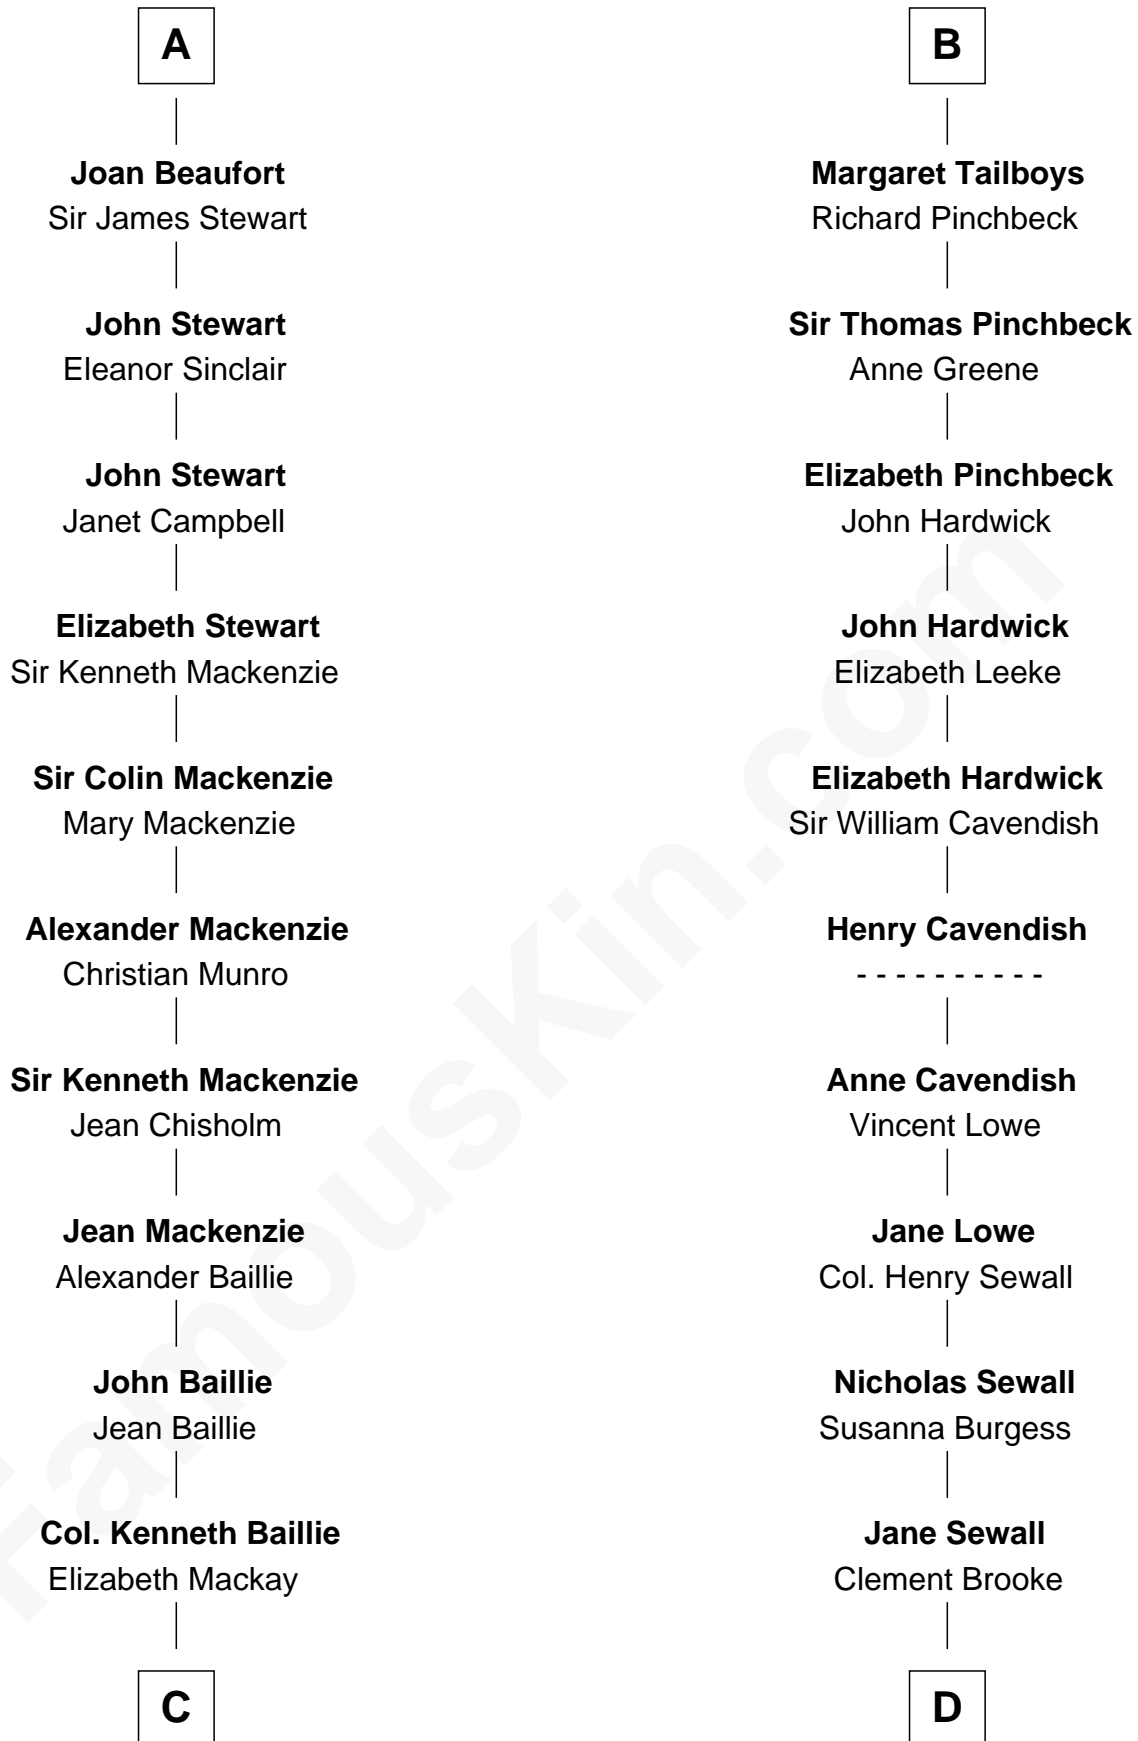 A
Joan Beaufort
Sir James Stewart
John Stewart
Eleanor Sinclair
John Stewart
Janet Campbell
Elizabeth Stewart
Sir Kenneth Mackenzie
Sir Colin Mackenzie
Mary Mackenzie
Alexander Mackenzie
Christian Munro
Sir Kenneth Mackenzie
Jean Chisholm
Jean Mackenzie
Alexander Baillie
John Baillie
Jean Baillie
Col. Kenneth Baillie
Elizabeth Mackay
C
B
Margaret Tailboys
Richard Pinchbeck
Sir Thomas Pinchbeck
Anne Greene
Elizabeth Pinchbeck
John Hardwick
John Hardwick
Elizabeth Leeke
Elizabeth Hardwick
Sir William Cavendish
Henry Cavendish
- - - - - - - - - -
Anne Cavendish
Vincent Lowe
Jane Lowe
Col. Henry Sewall
Nicholas Sewall
Susanna Burgess
Jane Sewall
Clement Brooke
D
FamousKin.com